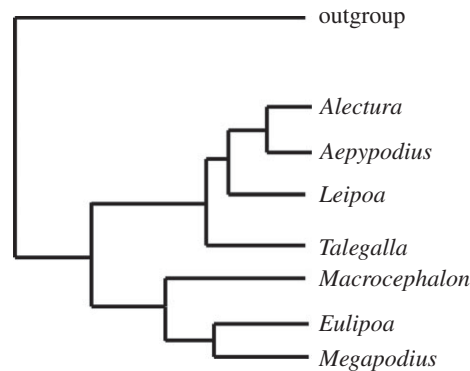 outgroup
Alectura
Aepypodius
Leipoa
Talegalla
Macrocephalon
Eulipoa
Megapodius